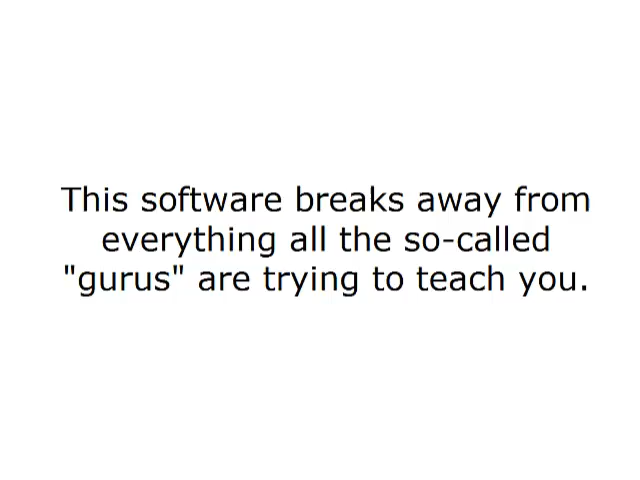 This software breaks away from
everything all the so-called
"gurus" are trying to teach you.